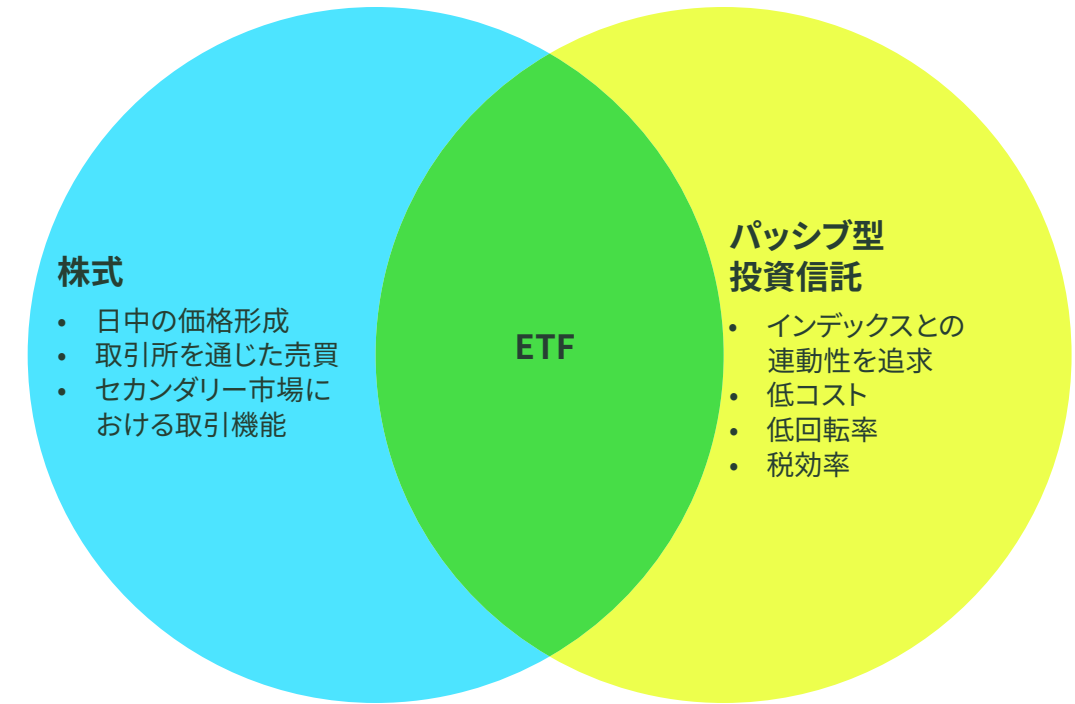 株式
• 日中の価格形成
• 取引所を通じた売買
• セカンダリー市場に
おける取引機能
ETF
パッシブ型
投資信託
• インデックスとの
連動性を追求
• 低コスト
• 低回転率
• 税効率